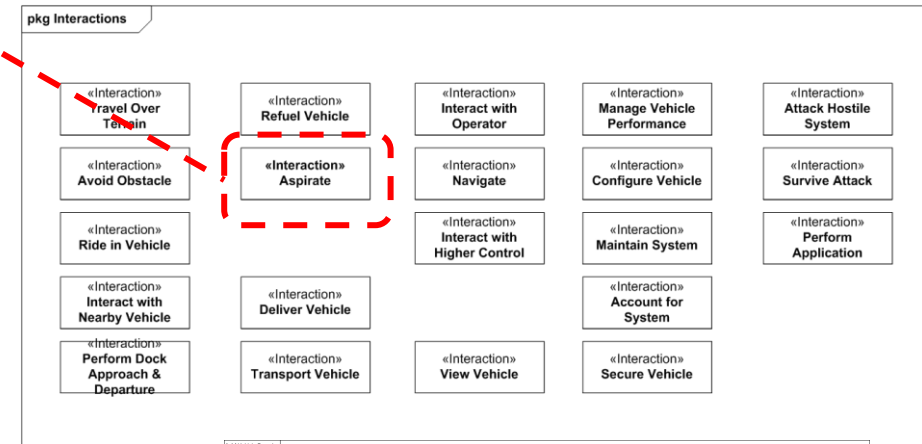 pkg Interactions
«Interaction»
Travel Over
Terrain
«Interaction»
Refuel Vehicle
«Interaction»
Interact with
Operator
«Interaction»
Manage Vehicle
Performance
«Interaction»
Attack Hostile
System
«Interaction»
Avoid Obstacle
«Interaction»
Aspirate
«Interaction»
Navigate
«Interaction»
Configure Vehicle
«Interaction»
Survive Attack
«Interaction»
Ride in Vehicle
«Interaction»
Interact with
Higher Control
«Interaction»
Maintain System
«Interaction»
Perform
Application
«Interaction»
Interact with
Nearby Vehicle
«Interaction»
Deliver Vehicle
«Interaction»
Account for
System
«Interaction»
Perform Dock
Approach &
Departure
«Interaction»
Transport Vehicle
«Interaction»
View Vehicle
«Interaction»
Secure Vehicle